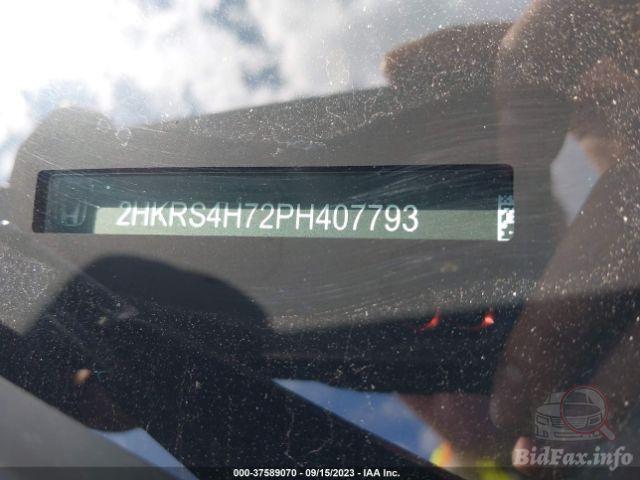 2HKRS4H72PH407793
BidFax.info
000-37589070 - 09/15/2023 - IAA Inc.